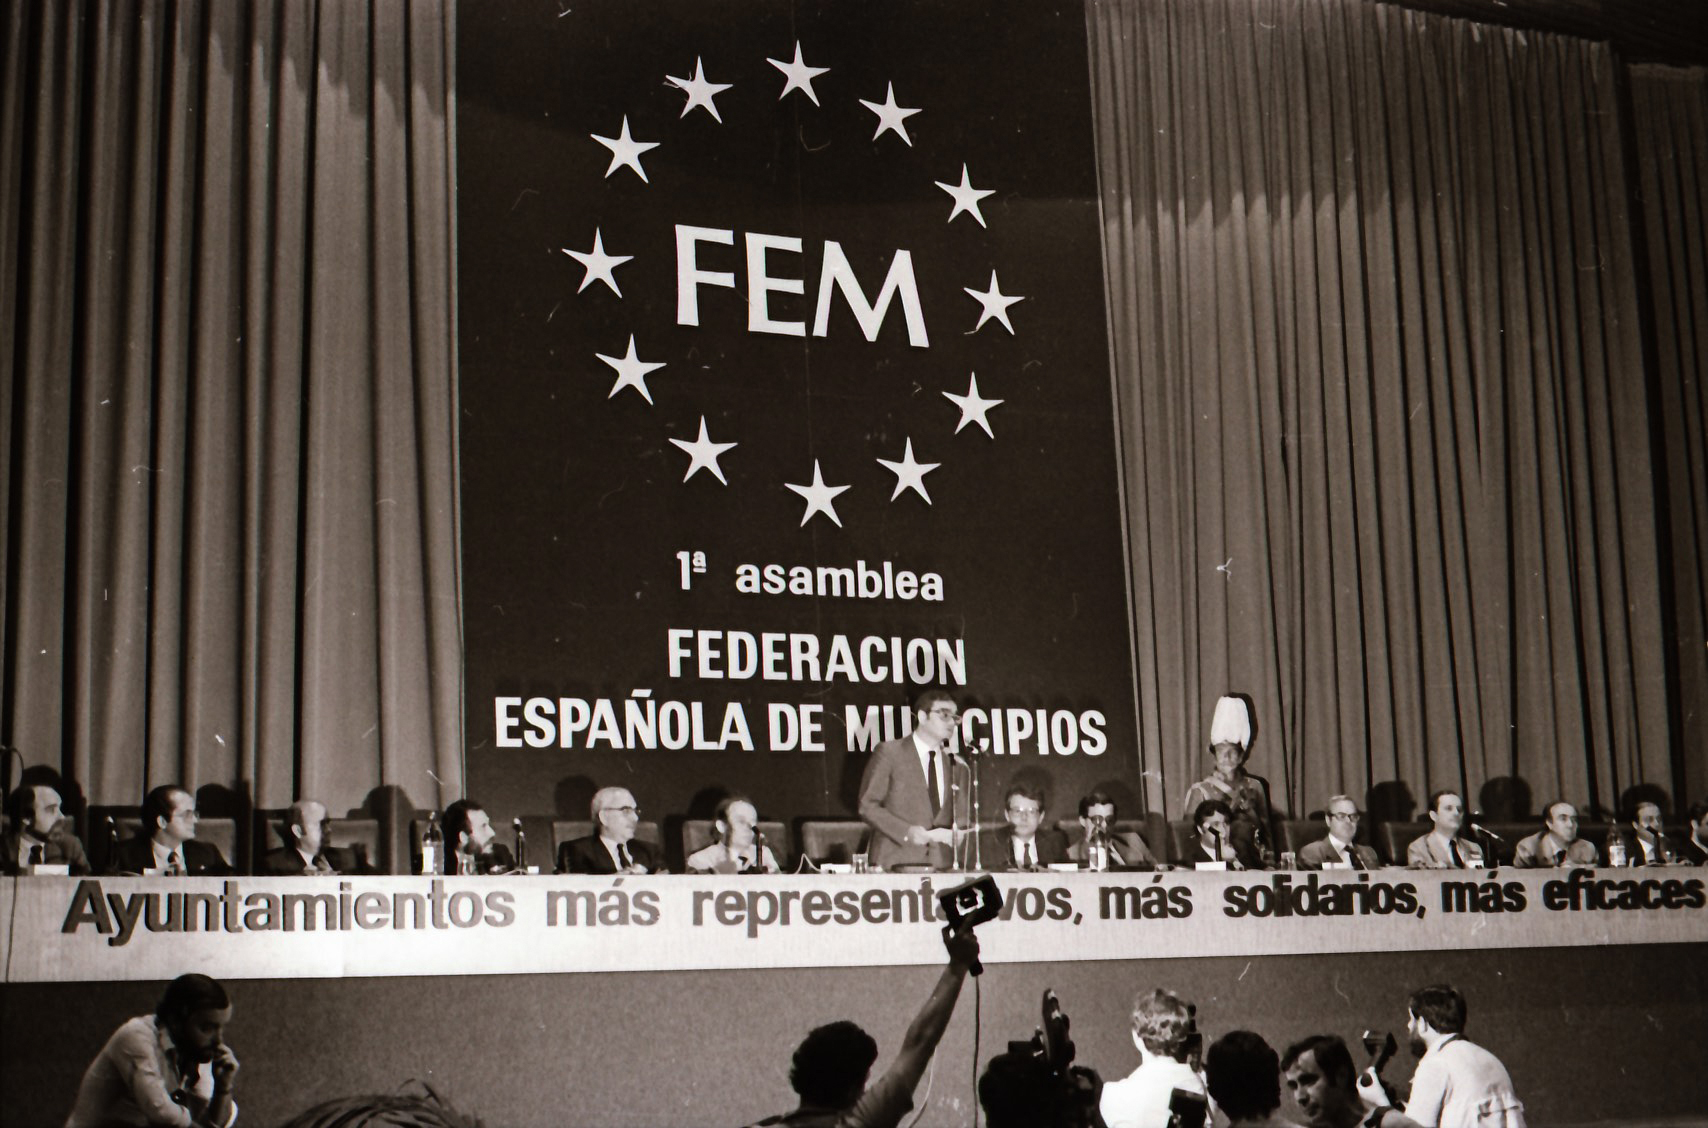 FEM
1ª asamblea
FEDERACION
ESPAÑOLA DE MUNICIPIOS
Ayuntamientos más representativos, más solidarios, más eficaces